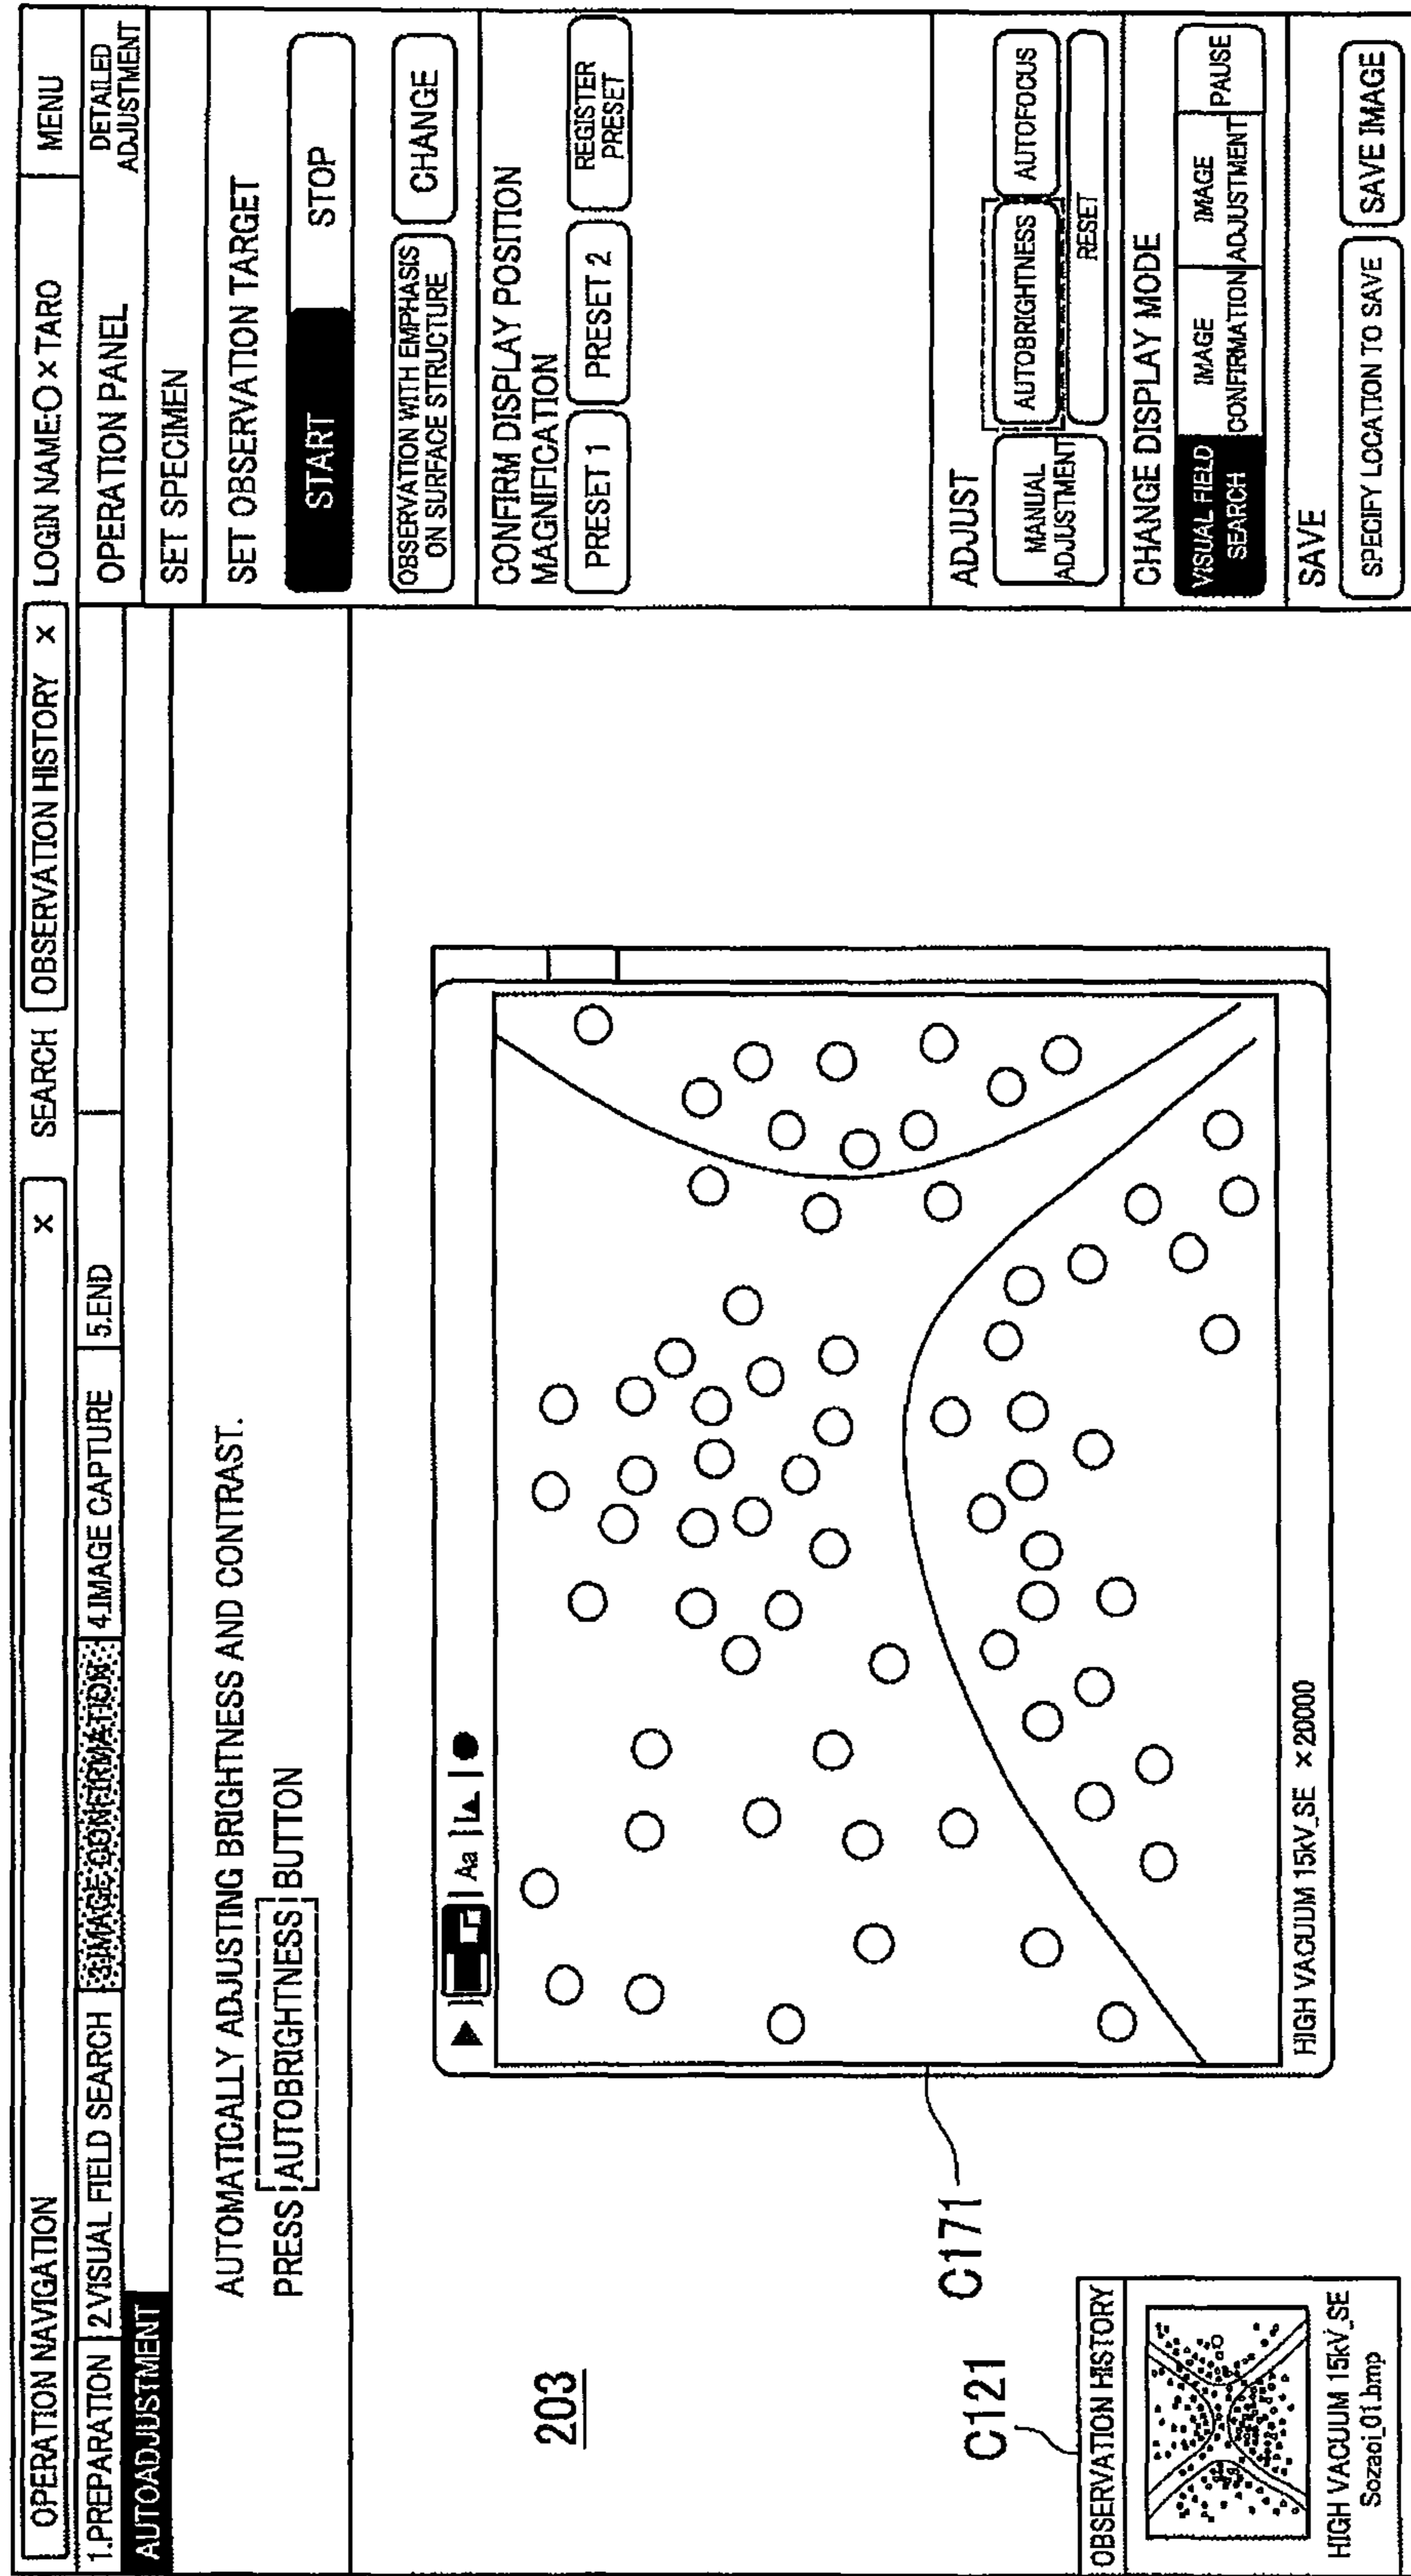 OPERATION NAVIGATION × SEARCH OBSERVATION HISTORY × LOGIN NAME:O×TARO MENU
1.PREPARATION 2.VISUAL FIELD SEARCH 3.IMAGE CONFIRMATION 4.IMAGE CAPTURE 5.END
AUTOADJUSTMENT
AUTOMATICALLY ADJUSTING BRIGHTNESS AND CONTRAST.
PRESS AUTOBRIGHTNESS BUTTON
203
Aa
HIGH VACUUM 15kV_SE ×20000
C171
C121
OBSERVATION HISTORY
HIGH VACUUM 15kV_SE
Sozai_01.bmp
OPERATION PANEL
DETAILED
ADJUSTMENT
SET SPECIMEN
SET OBSERVATION TARGET
START STOP
OBSERVATION WITH EMPHASIS
ON SURFACE STRUCTURE
CHANGE
CONFIRM DISPLAY POSITION
MAGNIFICATION
PRESET 1 PRESET 2
REGISTER
PRESET
ADJUST
MANUAL
ADJUSTMENT
AUTOBRIGHTNESS AUTOFOCUS
RESET
CHANGE DISPLAY MODE
VISUAL FIELD
SEARCH
IMAGE
CONFIRMATION
IMAGE
ADJUSTMENT
PAUSE
SAVE
SPECIFY LOCATION TO SAVE SAVE IMAGE